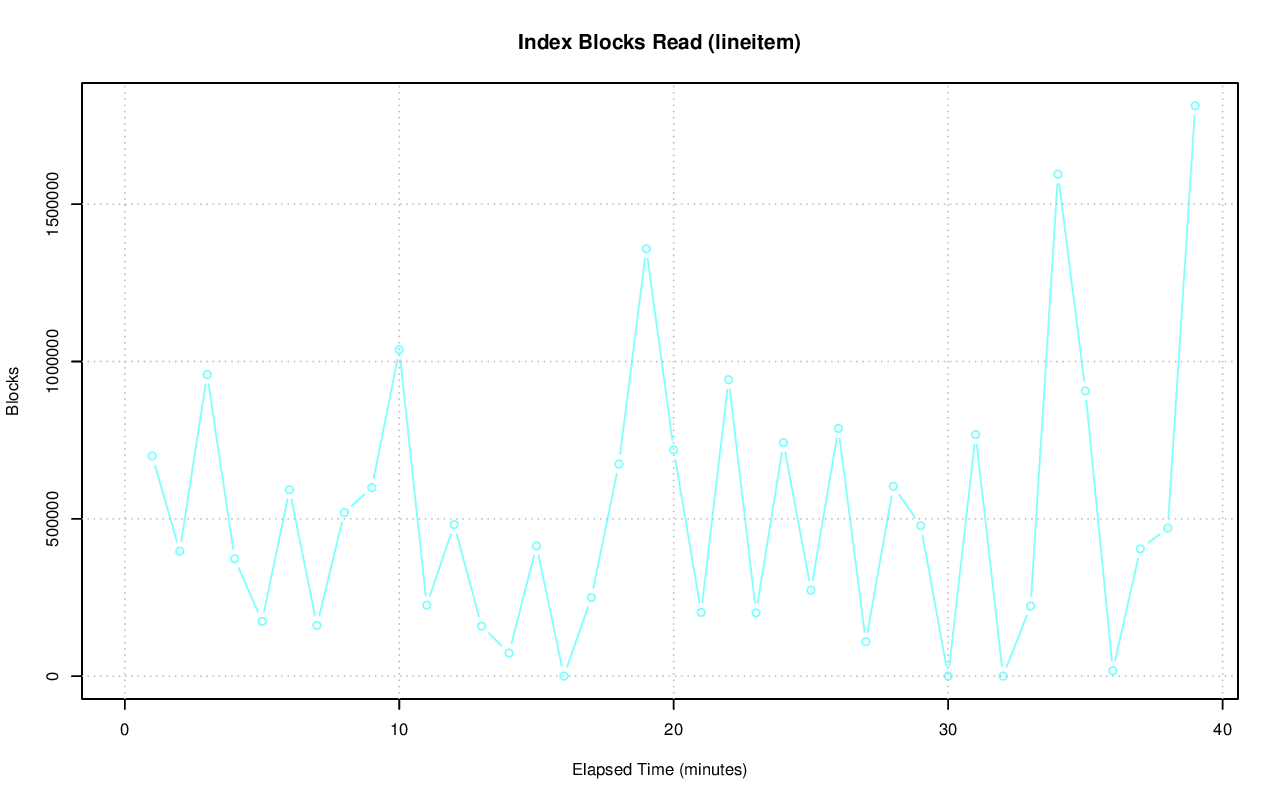 Index Blocks Read (lineitem)
Blocks
1500000
1000000
500000
0
0 10 20 30 40
Elapsed Time (minutes)